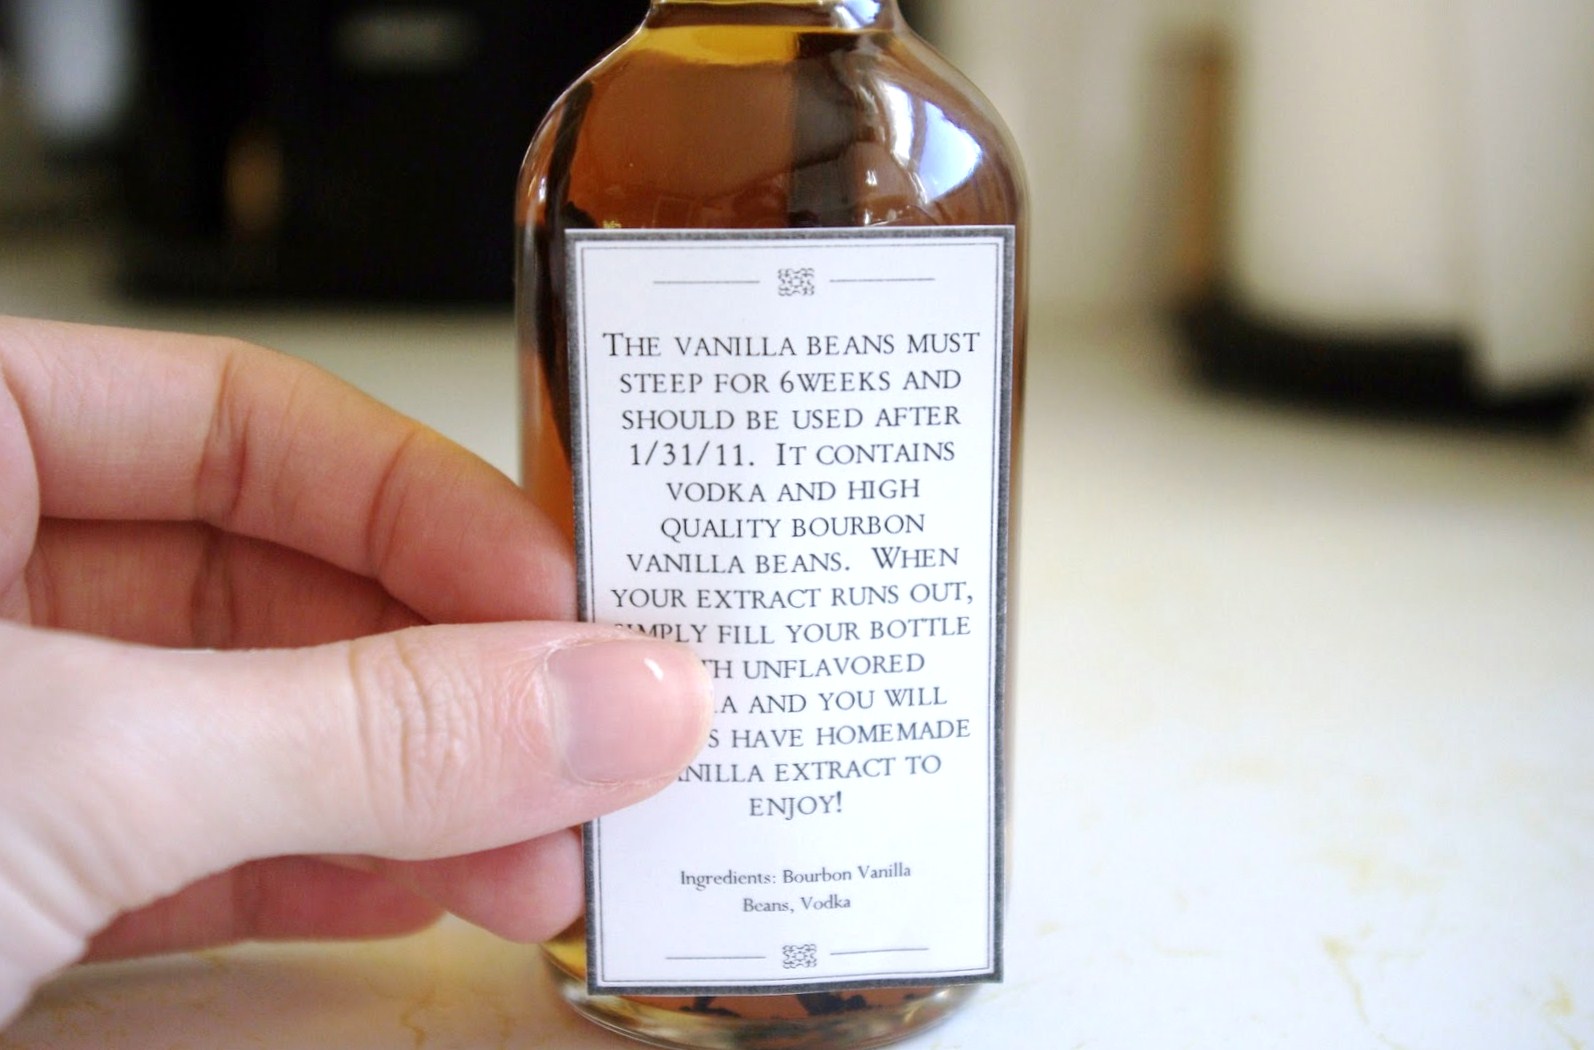 THE VANILLA BEANS MUST
STEEP FOR 6WEEKS AND
SHOULD BE USED AFTER
1/31/11. IT CONTAINS
VODKA AND HIGH
QUALITY BOURBON
VANILLA BEANS. WHEN
YOUR EXTRACT RUNS OUT,
SIMPLY FILL YOUR BOTTLE
UNFLAVORED
AND YOU WILL
HAVE HOMEMADE
VANILLA EXTRACT TO
ENJOY!
Ingredients: Bourbon Vanilla
Beans, Vodka